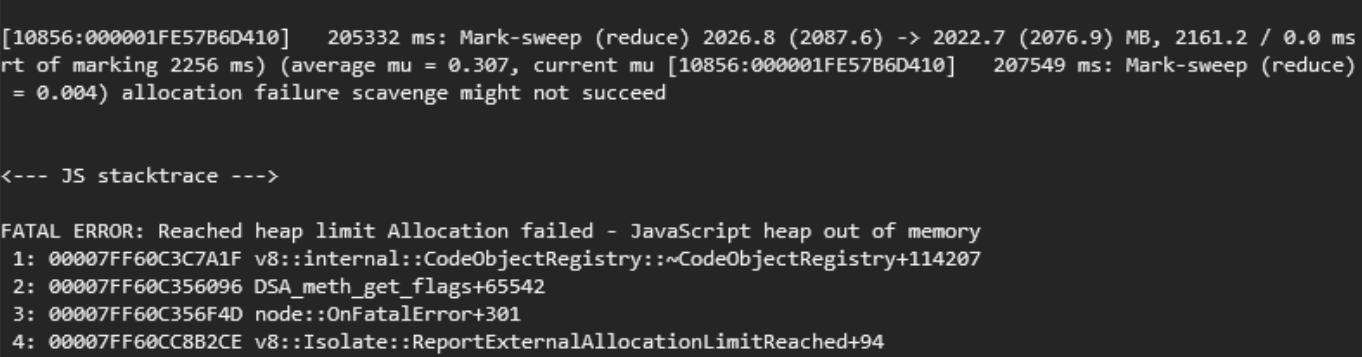 [10856:000001FE57B6D410]   205332 ms: Mark-sweep (reduce) 2026.8 (2087.6) -> 2022.7 (2076.9) MB, 2161.2 / 0.0 ms
rt of marking 2256 ms) (average mu = 0.307, current mu [10856:000001FE57B6D410]   207549 ms: Mark-sweep (reduce)
 = 0.004) allocation failure scavenge might not succeed
<--- JS stacktrace --->
FATAL ERROR: Reached heap limit Allocation failed - JavaScript heap out of memory
 1: 00007FF60C3C7A1F v8::internal::CodeObjectRegistry::~CodeObjectRegistry+114207
 2: 00007FF60C356096 DSA_meth_get_flags+65542
 3: 00007FF60C356F4D node::OnFatalError+301
 4: 00007FF60CC8B2CE v8::Isolate::ReportExternalAllocationLimitReached+94